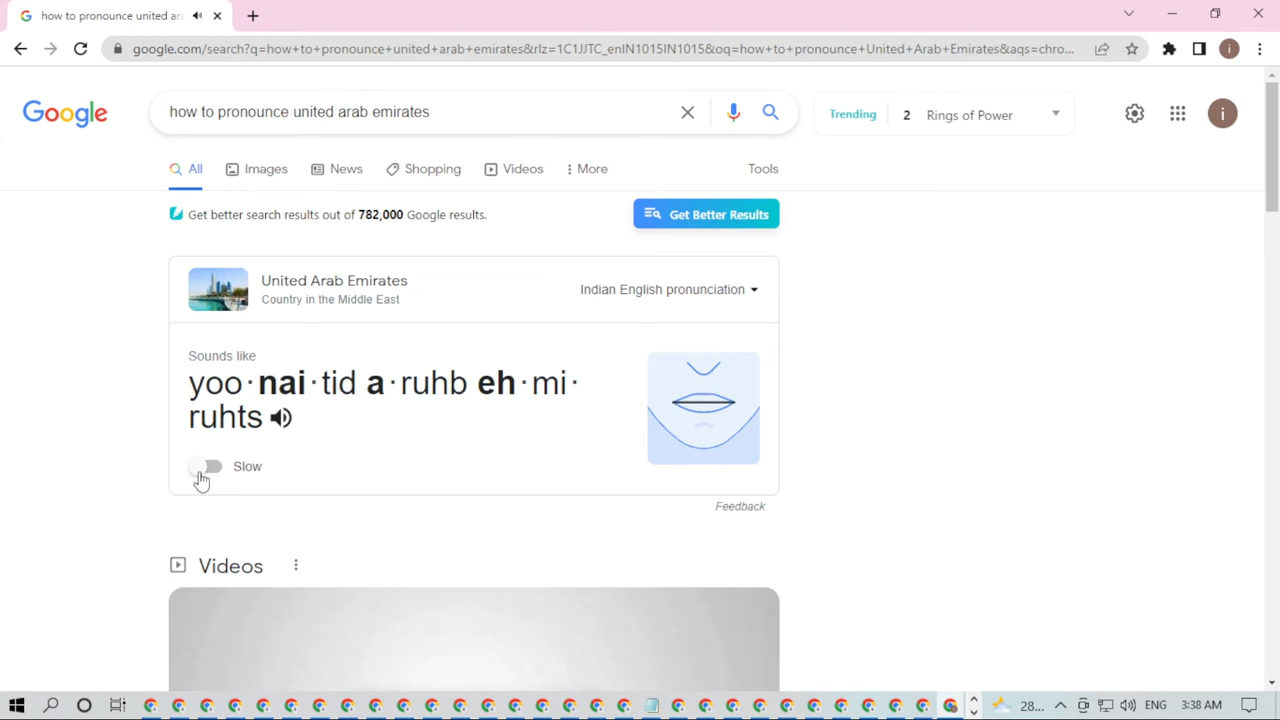 how to pronounce united ara
google.com/search?q=how+to+pronounce+united+arab+emirates&rlz=1C1JJTC_enIN1015IN1015&oq=how+to+pronounce+United+Arab+Emirates&aqs=chro...
i
Google
how to pronounce united arab emirates
Trending 2 Rings of Power
i
All Images News Shopping Videos More Tools
Get better search results out of 782,000 Google results.
Get Better Results
United Arab Emirates
Country in the Middle East
Indian English pronunciation
Sounds like
yoo·nai·tid a·ruhb eh·mi·
ruhts
Slow
Feedback
Videos
28... ENG 3:38 AM